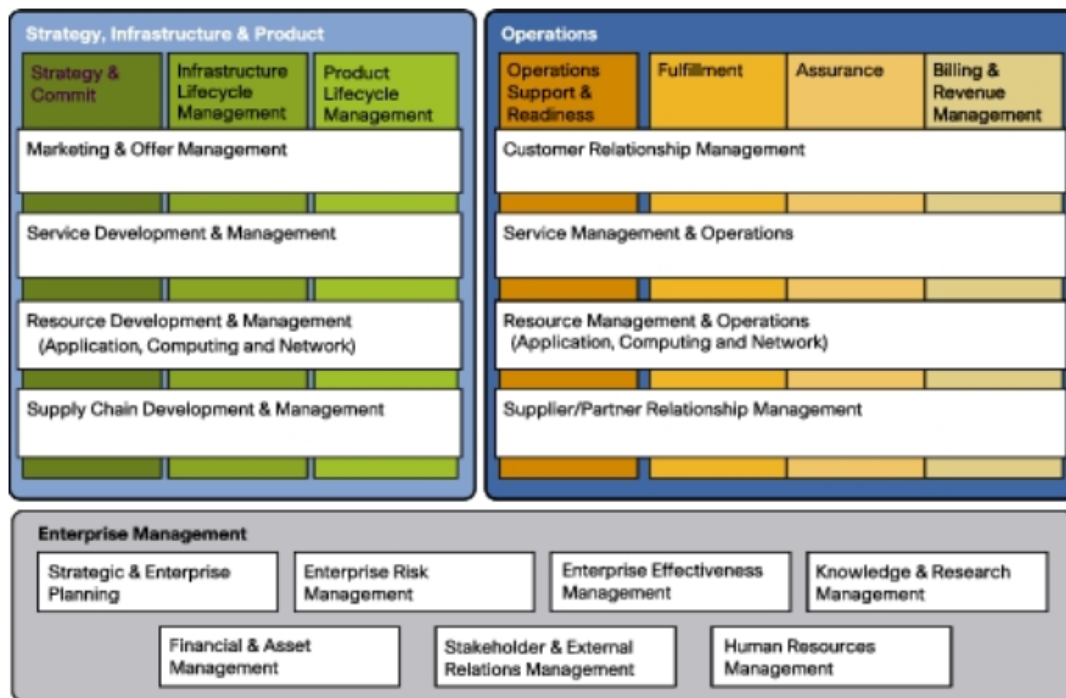 Strategy, Infrastructure & Product
Strategy &
Commit
Infrastructure
Lifecycle
Management
Product
Lifecycle
Management
Marketing & Offer Management
Service Development & Management
Resource Development & Management
(Application, Computing and Network)
Supply Chain Development & Management
Operations
Operations
Support &
Readiness
Fulfillment
Assurance
Billing &
Revenue
Management
Customer Relationship Management
Service Management & Operations
Resource Management & Operations
(Application, Computing and Network)
Supplier/Partner Relationship Management
Enterprise Management
Strategic & Enterprise
Planning
Enterprise Risk
Management
Enterprise Effectiveness
Management
Knowledge & Research
Management
Financial & Asset
Management
Stakeholder & External
Relations Management
Human Resources
Management